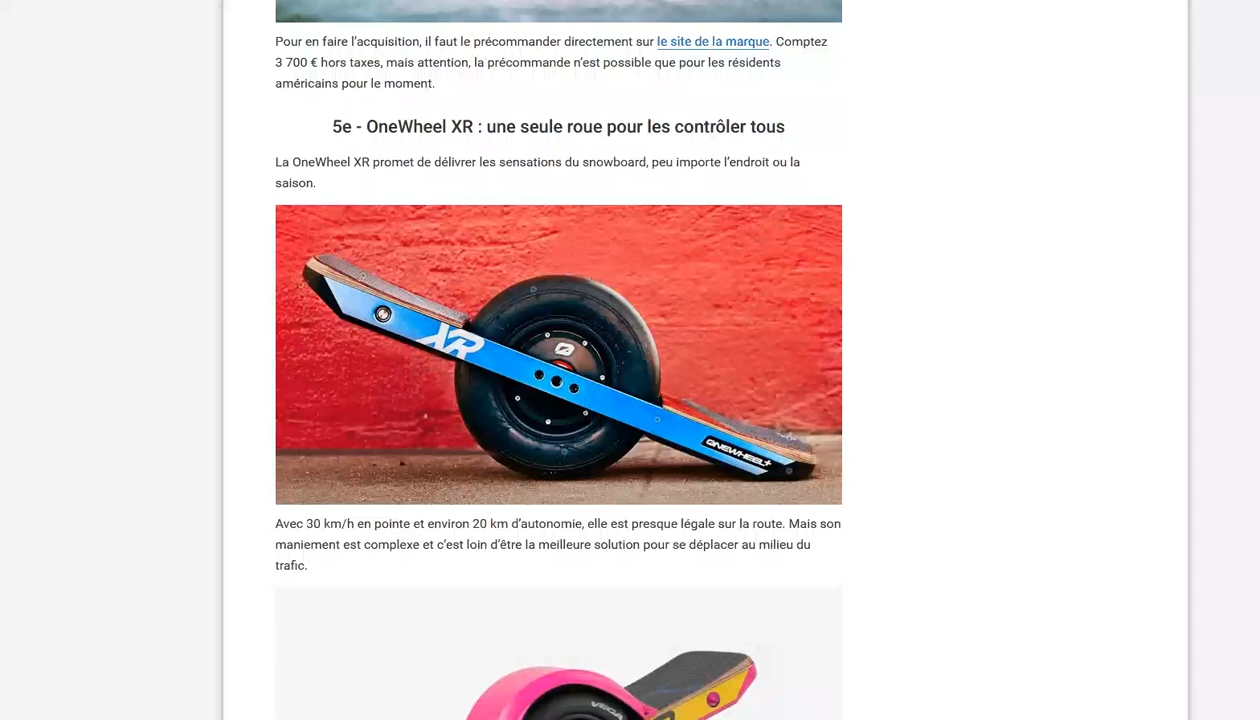 Pour en faire l’acquisition, il faut le précommander directement sur le site de la marque. Comptez
3 700 € hors taxes, mais attention, la précommande n’est possible que pour les résidents
américains pour le moment.
5e - OneWheel XR : une seule roue pour les contrôler tous
La OneWheel XR promet de délivrer les sensations du snowboard, peu importe l’endroit ou la
saison.
XR
ONEWHEEL+
Avec 30 km/h en pointe et environ 20 km d’autonomie, elle est presque légale sur la route. Mais son
maniement est complexe et c’est loin d’être la meilleure solution pour se déplacer au milieu du
trafic.
VEGA